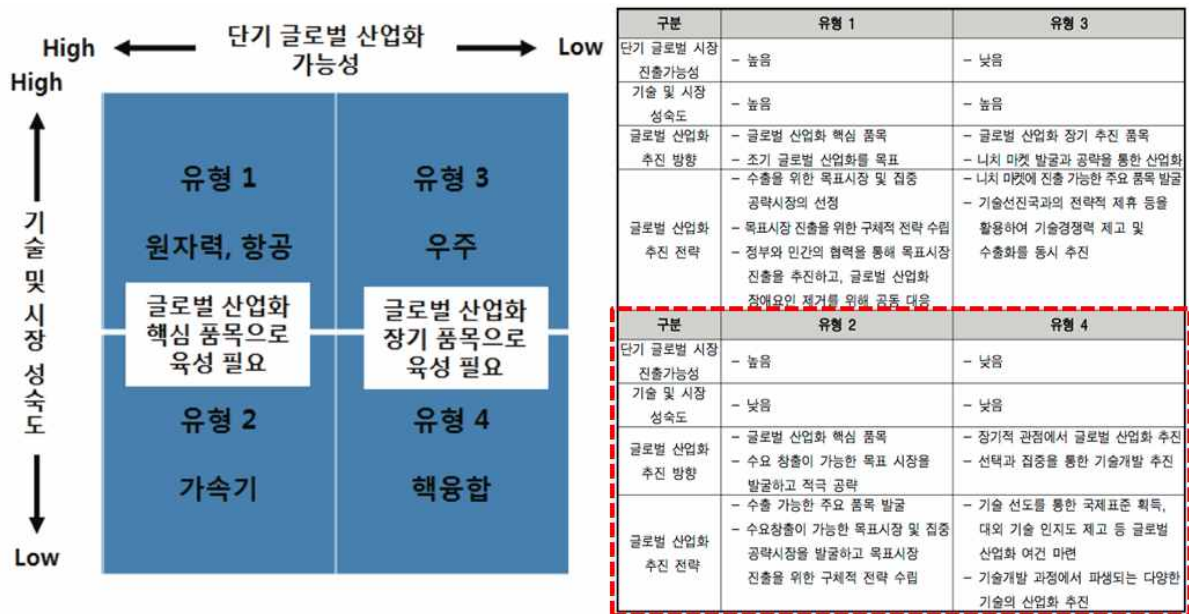 단기 글로벌 산업화
가능성
High
Low
High
기술 및 시장 성숙도
Low
유형 1
원자력, 항공
유형 3
우주
글로벌 산업화
핵심 품목으로
육성 필요
글로벌 산업화
장기 품목으로
육성 필요
유형 2
가속기
유형 4
핵융합
구분 유형 1 유형 3
단기 글로벌 시장
진출가능성
- 높음
- 낮음
기술 및 시장
성숙도
- 높음
- 높음
글로벌 산업화
추진 방향
- 글로벌 산업화 핵심 품목
- 조기 글로벌 산업화를 목표
- 글로벌 산업화 장기 추진 품목
- 니치 마켓 발굴과 공략을 통한 산업화
글로벌 산업화
추진 전략
- 수출을 위한 목표시장 및 집중
공략시장의 선정
- 목표시장 진출을 위한 구체적 전략 수립
- 정부와 민간의 협력을 통해 목표시장
진출을 추진하고, 글로벌 산업화
장애요인 제거를 위해 공동 대응
- 니치 마켓에 진출 가능한 주요 품목 발굴
- 기술선진국과의 전략적 제휴 등을
활용하여 기술경쟁력 제고 및
수출화를 동시 추진
구분 유형 2 유형 4
단기 글로벌 시장
진출가능성
- 높음
- 낮음
기술 및 시장
성숙도
- 낮음
- 낮음
글로벌 산업화
추진 방향
- 글로벌 산업화 핵심 품목
- 수요 창출이 가능한 목표 시장을
발굴하고 적극 공략
- 장기적 관점에서 글로벌 산업화 추진
- 선택과 집중을 통한 기술개발 추진
글로벌 산업화
추진 전략
- 수출 가능한 주요 품목 발굴
- 수요창출이 가능한 목표시장 및 집중
공략시장을 발굴하고 목표시장
진출을 위한 구체적 전략 수립
- 기술 선도를 통한 국제표준 획득,
대외 기술 인지도 제고 등 글로벌
산업화 여건 마련
- 기술개발 과정에서 파생되는 다양한
기술의 산업화 추진